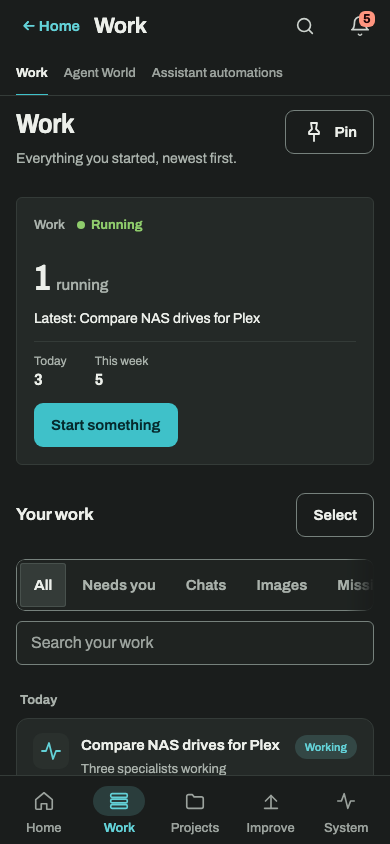 Home
Work
5
Work
Agent World
Assistant automations
Work
Pin
Everything you started, newest first.
Work
Running
1 running
Latest: Compare NAS drives for Plex
Today
This week
3
5
Start something
Your work
Select
All
Needs you
Chats
Images
Search your work
Today
Compare NAS drives for Plex
Working
Three specialists working
Home
Work
Projects
Improve
System